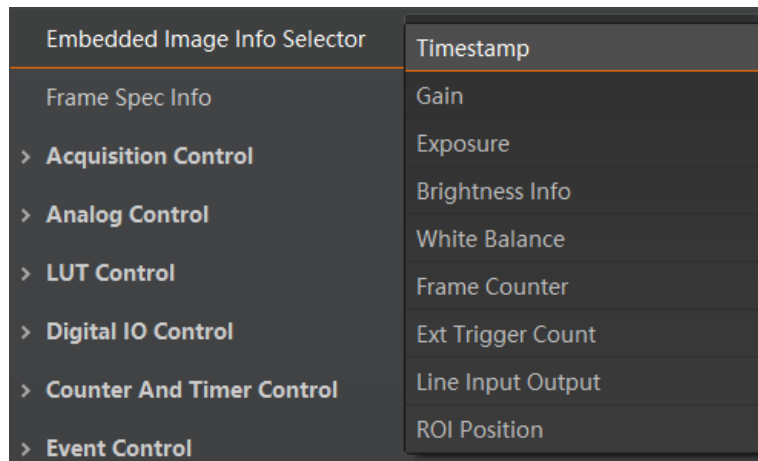 Embedded Image Info Selector
Timestamp
Frame Spec Info
Gain
Exposure
Acquisition Control
Brightness Info
Analog Control
White Balance
LUT Control
Frame Counter
Digital IO Control
Ext Trigger Count
Counter And Timer Control
Line Input Output
Event Control
ROI Position